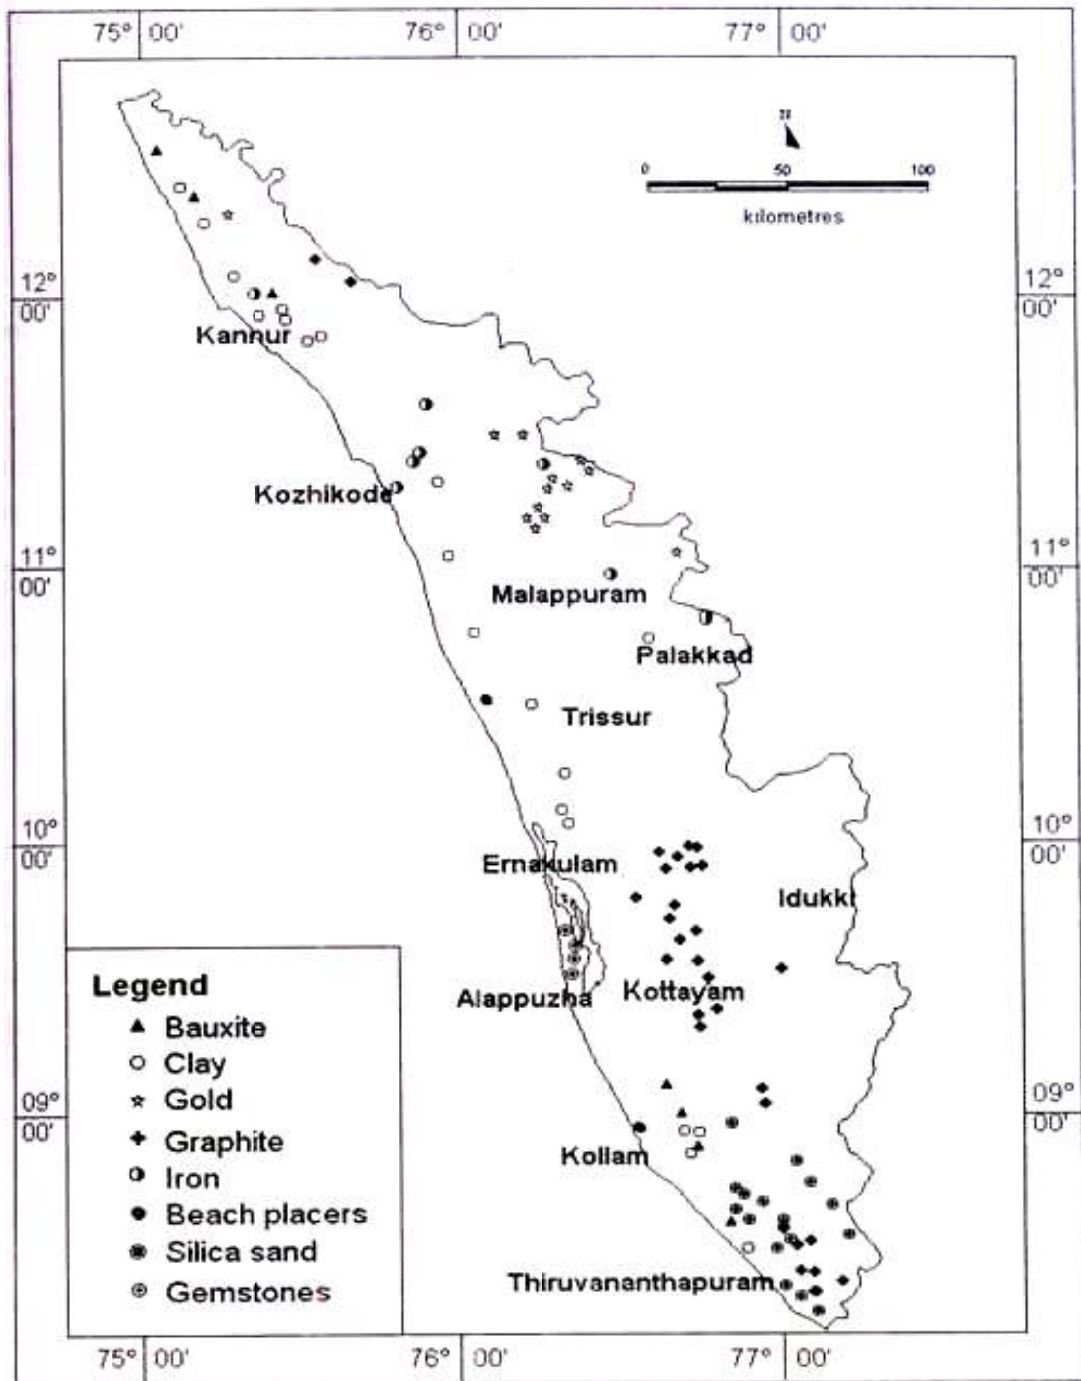 75° 00' 76° 00' 77° 00'
N
0 50 100
kilometres
12° 12°
00' 00'
Kannur
Kozhikode
11° 11°
00' 00'
Malappuram
Palakkad
Trissur
10° 10°
00' 00'
Ernakulam
Idukki
Alappuzha Kottayam
Legend
Bauxite
Clay
Gold
Graphite
Iron
Beach placers
Silica sand
Gemstones
09° 09°
00' 00'
Kollam
Thiruvananthapuram
75° 00' 76° 00' 77° 00'